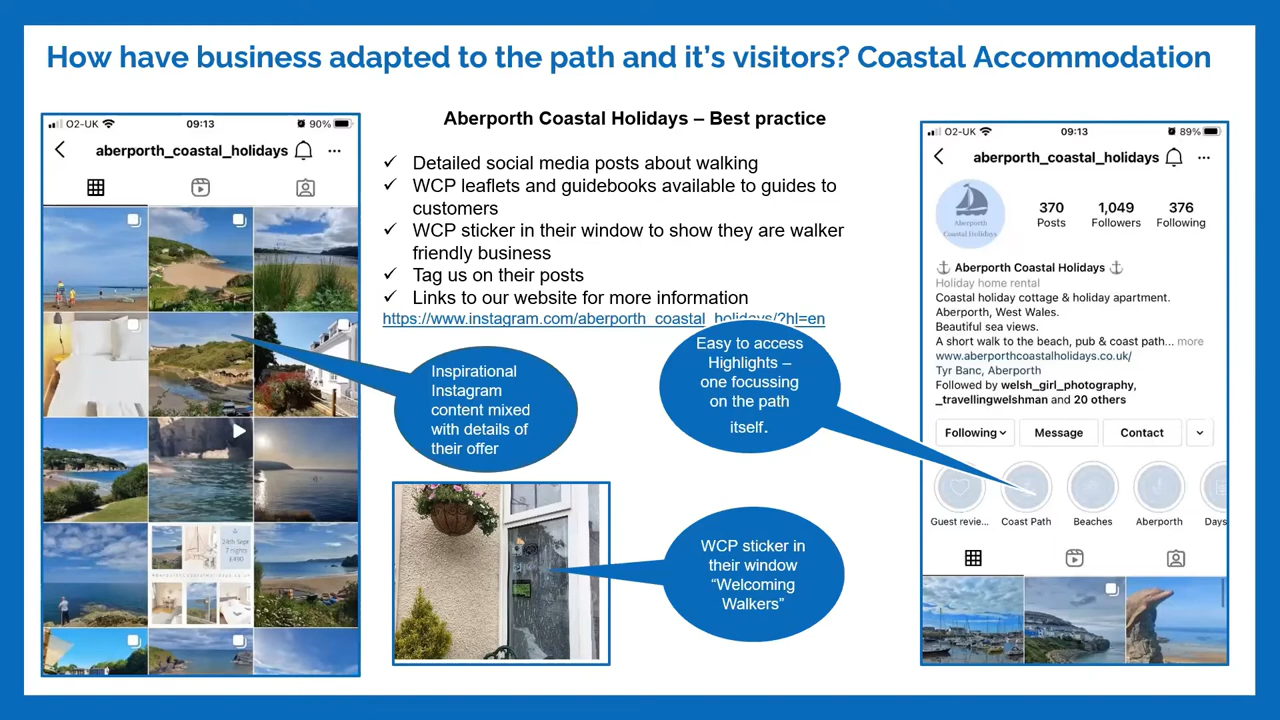 How have business adapted to the path and it's visitors? Coastal Accommodation
O2-UK
09:13
90%
aberporth_coastal_holidays
24th Sept
7 nights
£490
Aberporth Coastal Holidays – Best practice
✓ Detailed social media posts about walking
✓ WCP leaflets and guidebooks available to guides to
customers
✓ WCP sticker in their window to show they are walker
friendly business
✓ Tag us on their posts
✓ Links to our website for more information
https://www.instagram.com/aberporth_coastal_holidays/?hl=en
Inspirational
Instagram
content mixed
with details of
their offer
Easy to access
Highlights –
one focussing
on the path
itself.
WCP sticker in
their window
“Welcoming
Walkers”
O2-UK
09:13
89%
aberporth_coastal_holidays
Aberporth
Coastal Holidays
370
1,049
376
Posts
Followers
Following
⚓ Aberporth Coastal Holidays ⚓
Holiday home rental
Coastal holiday cottage & holiday apartment.
Aberporth, West Wales.
Beautiful sea views.
A short walk to the beach, pub & coast path... more
www.aberporthcoastalholidays.co.uk/
Tyr Banc, Aberporth
Followed by welsh_girl_photography,
_travellingwelshman and 20 others
Following
Message
Contact
Guest revie...
Coast Path
Beaches
Aberporth
Days